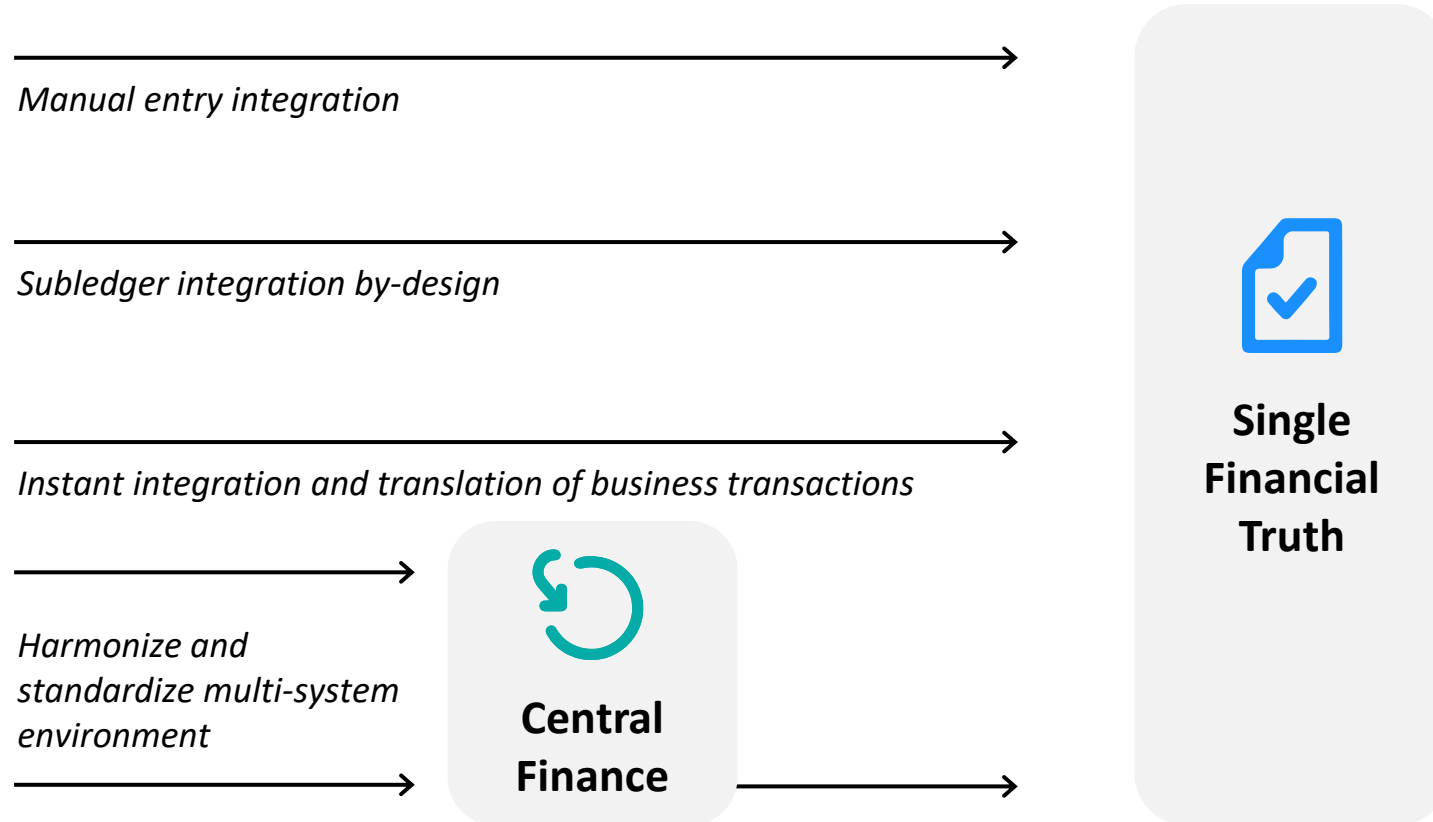 Manual entry integration
Subledger integration by-design
Instant integration and translation of business transactions
Harmonize and
standardize multi-system
environment
Central
Finance
Single
Financial
Truth